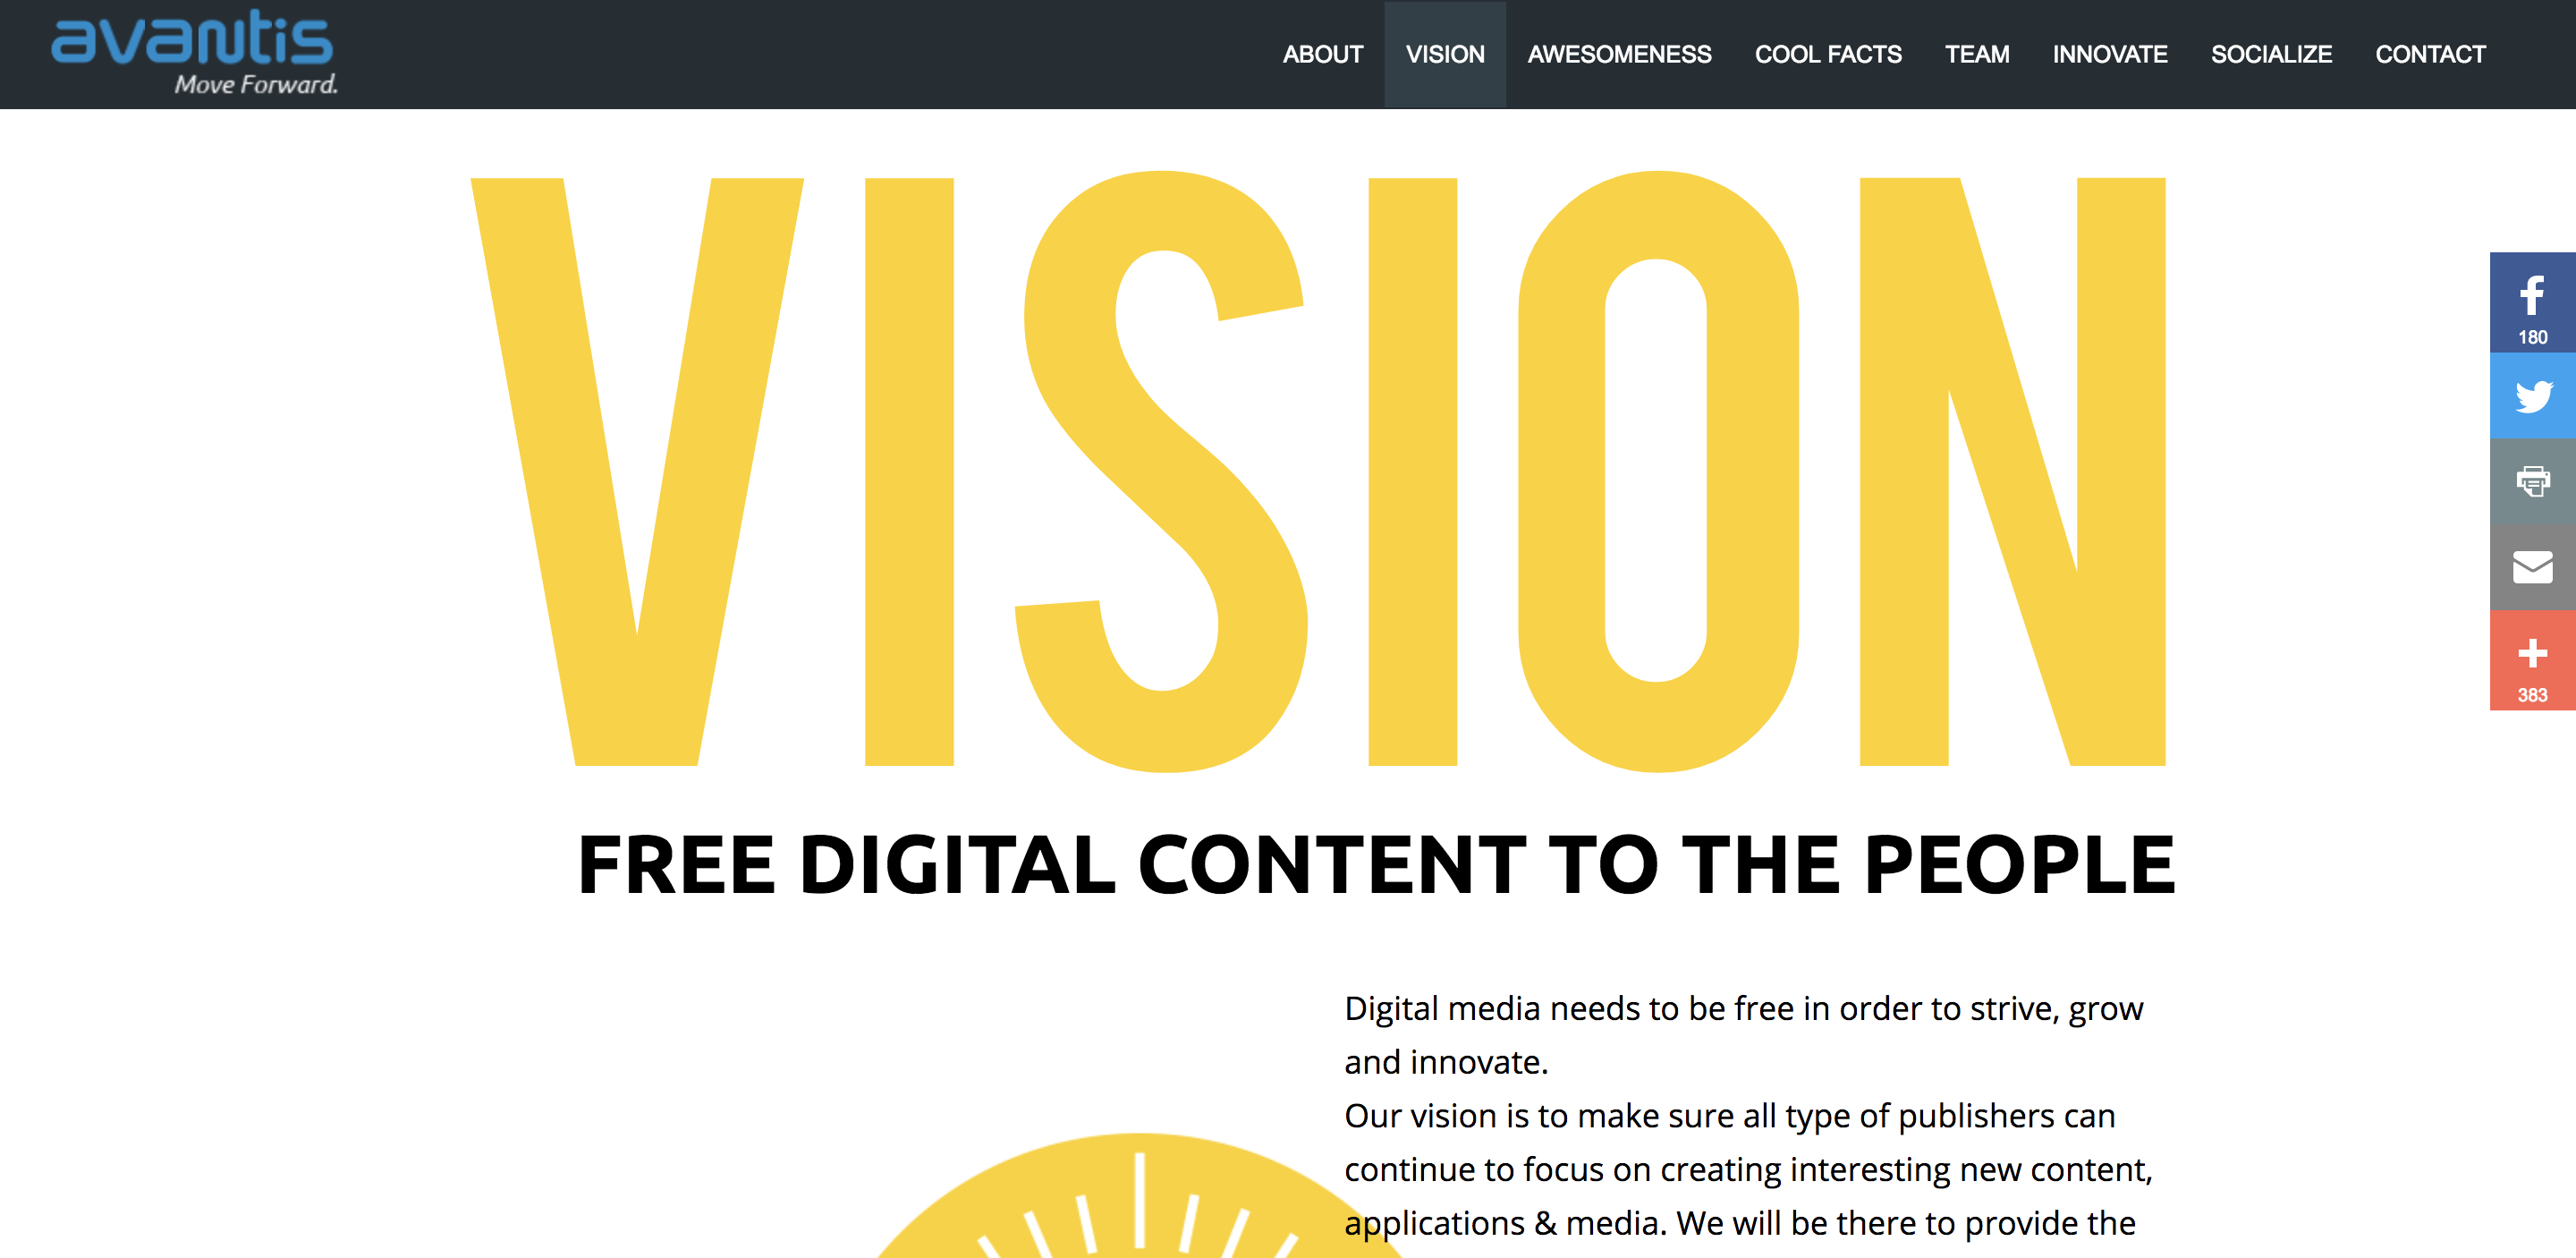 avantis
Move Forward.
ABOUT VISION AWESOMENESS COOL FACTS TEAM INNOVATE SOCIALIZE CONTACT
VISION
180
383
FREE DIGITAL CONTENT TO THE PEOPLE
Digital media needs to be free in order to strive, grow
and innovate.
Our vision is to make sure all type of publishers can
continue to focus on creating interesting new content,
applications & media. We will be there to provide the